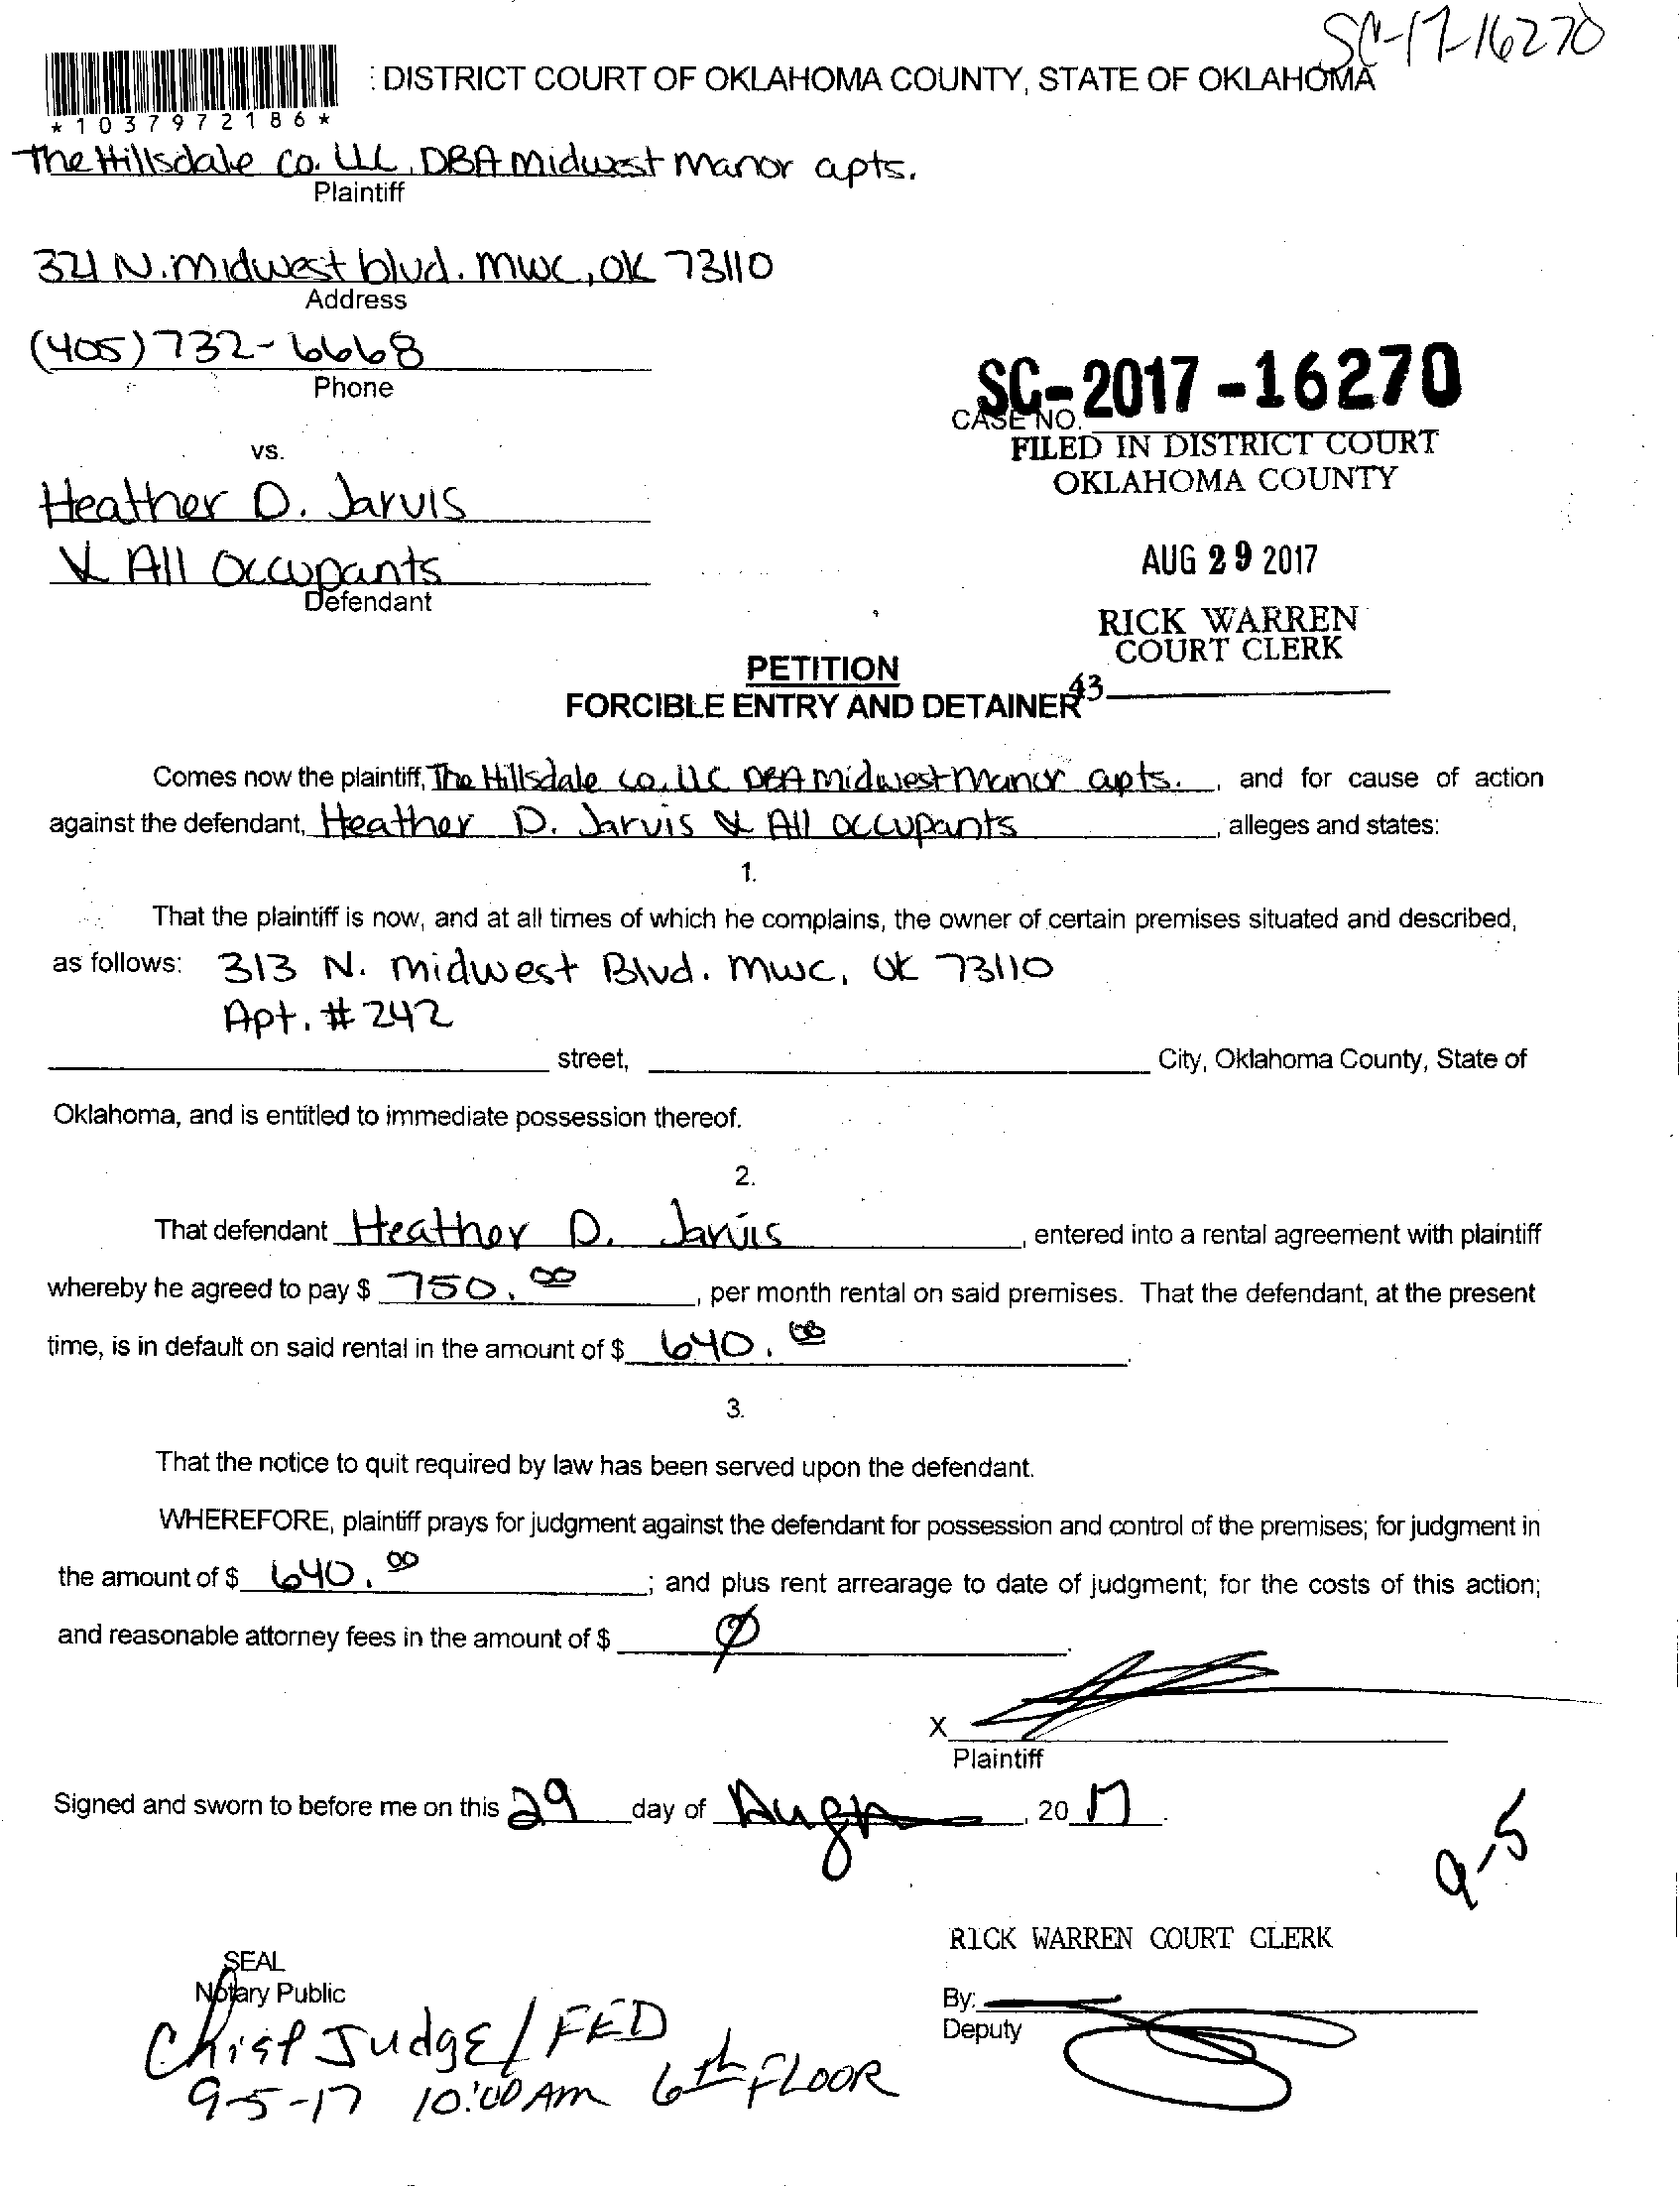 SC-17-16270
: DISTRICT COURT OF OKLAHOMA COUNTY, STATE OF OKLAHOMA
*1037972186*
The Hillsdale Co. LLC, DBA Midwest Manor apts.
Plaintiff
321 N. Midwest blvd. MWC, OK 73110
Address
(405) 732-6668
Phone
SC-2017-16270
CASE NO.
vs.
FILED IN DISTRICT COURT
OKLAHOMA COUNTY
Heather D. Jarvis
& All Occupants
Defendant
AUG 29 2017
RICK WARREN
COURT CLERK
43
PETITION
FORCIBLE ENTRY AND DETAINER
Comes now the plaintiff, The Hillsdale Co. LLC DBA Midwest Manor apts. , and for cause of action
against the defendant, Heather D. Jarvis & All occupants , alleges and states:
1.
That the plaintiff is now, and at all times of which he complains, the owner of certain premises situated and described,
as follows: 313 N. Midwest Blvd. MWC, OK 73110
Apt. # 242
street, City, Oklahoma County, State of
Oklahoma, and is entitled to immediate possession thereof.
2.
That defendant Heather D. Jarvis , entered into a rental agreement with plaintiff
whereby he agreed to pay $ 750.00 , per month rental on said premises. That the defendant, at the present
time, is in default on said rental in the amount of $ 640.00 .
3.
That the notice to quit required by law has been served upon the defendant.
WHEREFORE, plaintiff prays for judgment against the defendant for possession and control of the premises; for judgment in
the amount of $ 640.00 ; and plus rent arrearage to date of judgment; for the costs of this action;
and reasonable attorney fees in the amount of $ Ø .
X
Plaintiff
Signed and sworn to before me on this 29 day of , 20 17 .
9-5
RICK WARREN COURT CLERK
SEAL
Notary Public
By:
Deputy
Chief Judge / FED
9-5-17 10:00 AM 6th FLOOR